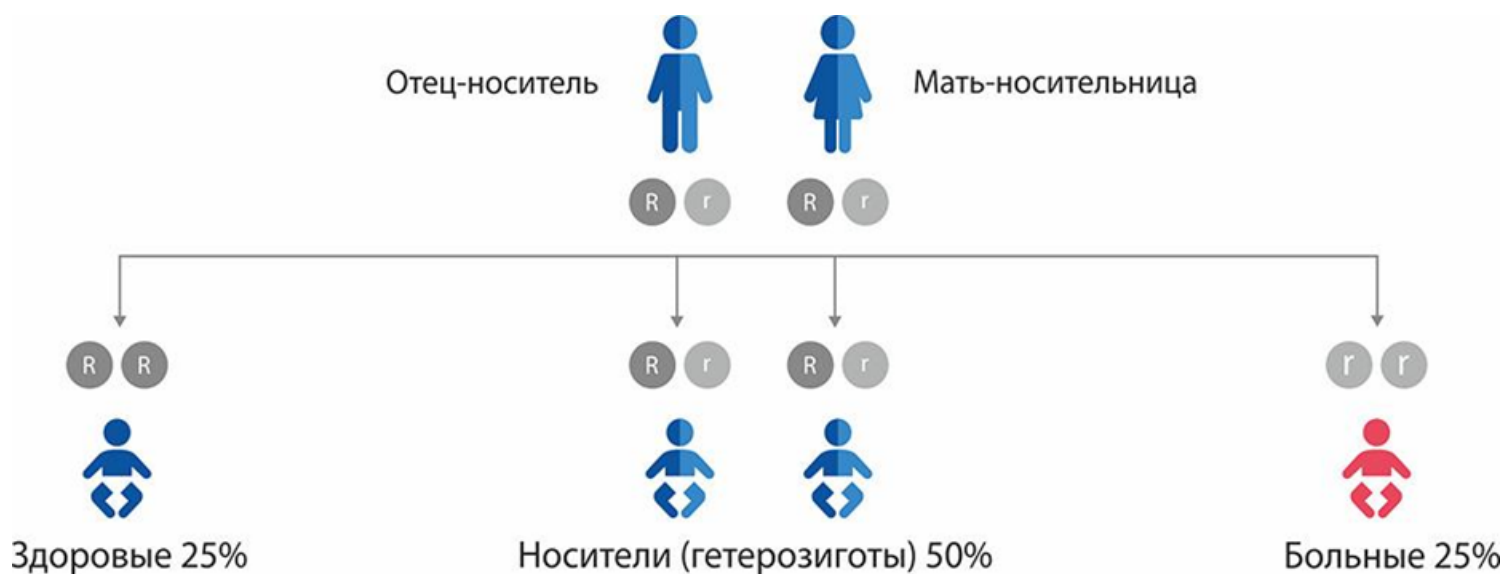 Отец-носитель
Мать-носительница
R r R r
R R R r R r r r
Здоровые 25%
Носители (гетерозиготы) 50%
Больные 25%